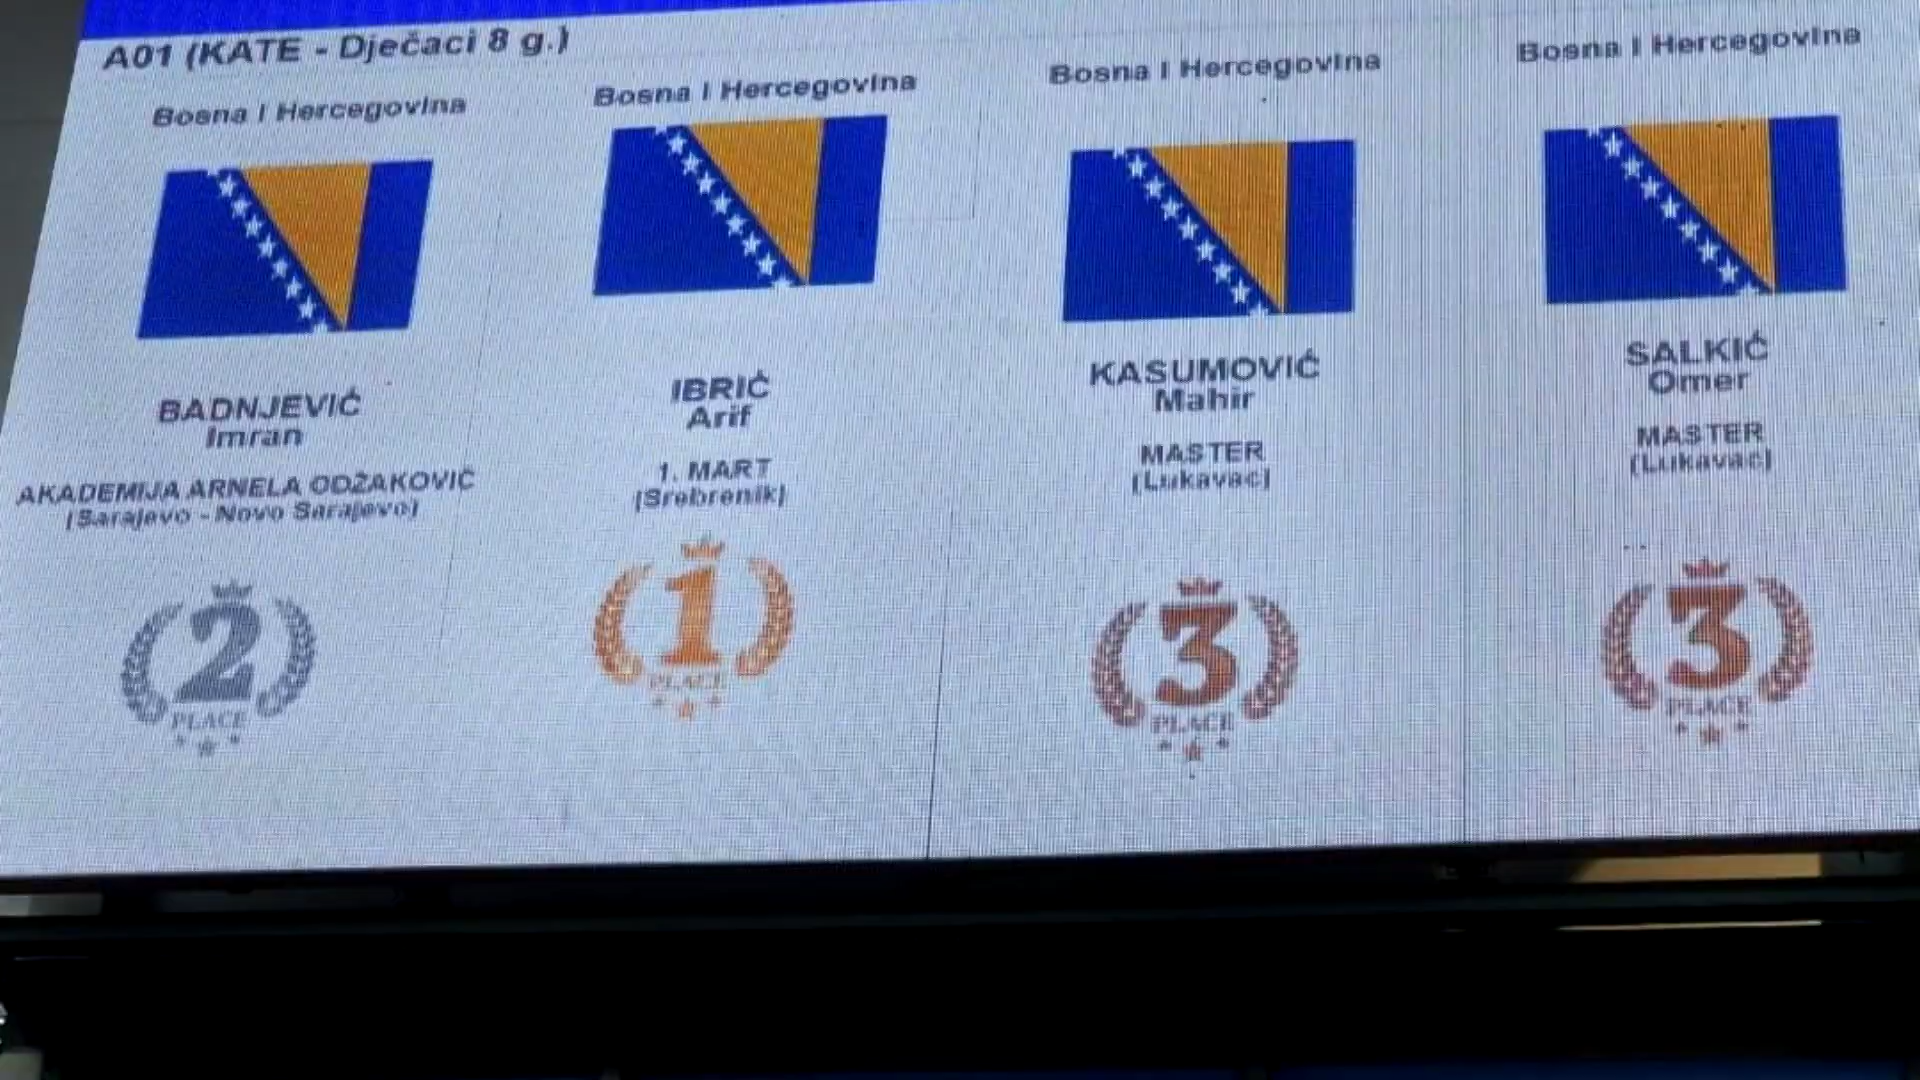 A01 (KATE - Dječaci 8 g.)
Bosna I Hercegovina
BADNJEVIĆ
Imran
AKADEMIJA ARNELA ODŽAKOVIĆ
(Sarajevo - Novo Sarajevo)
2
PLACE
Bosna I Hercegovina
IBRIĆ
Arif
1. MART
(Srebrenik)
1
PLACE
Bosna I Hercegovina
KASUMOVIĆ
Mahir
MASTER
(Lukavac)
3
PLACE
Bosna I Hercegovina
SALKIĆ
Omer
MASTER
(Lukavac)
3
PLACE